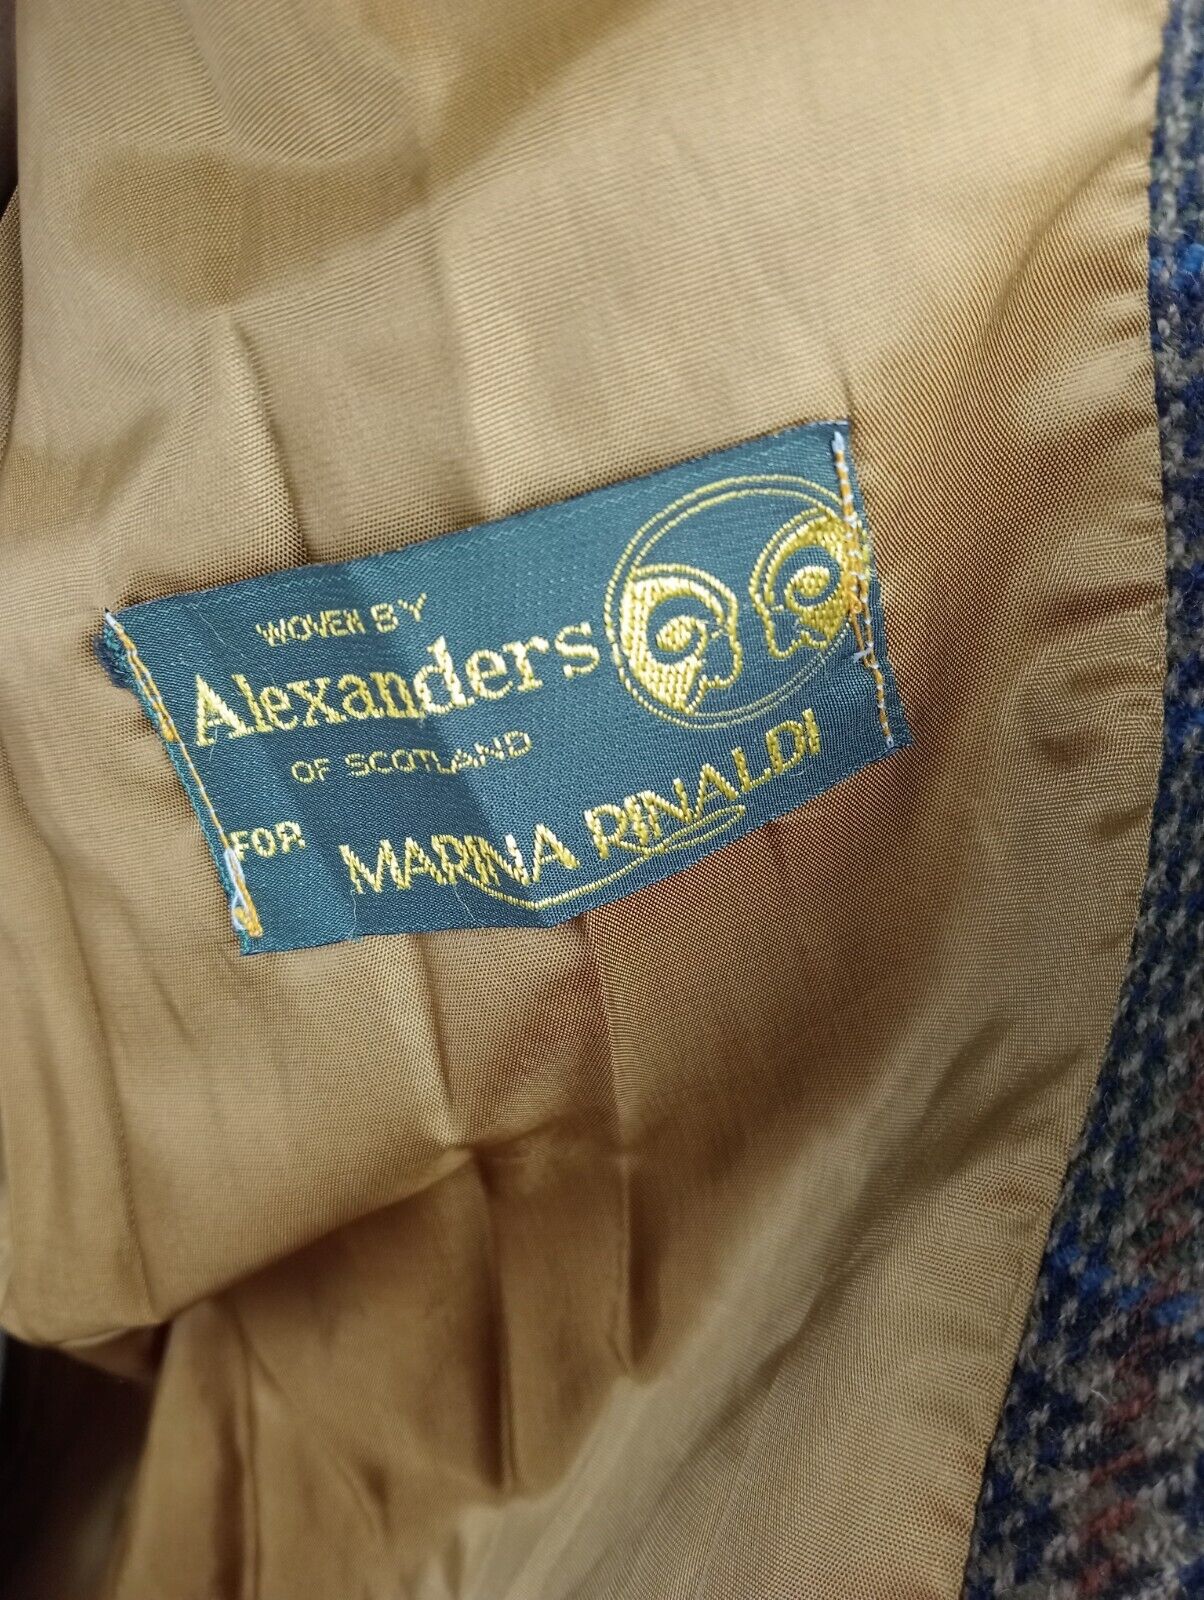 WOVEN BY
Alexanders
OF SCOTLAND
FOR MARINA RINALDI